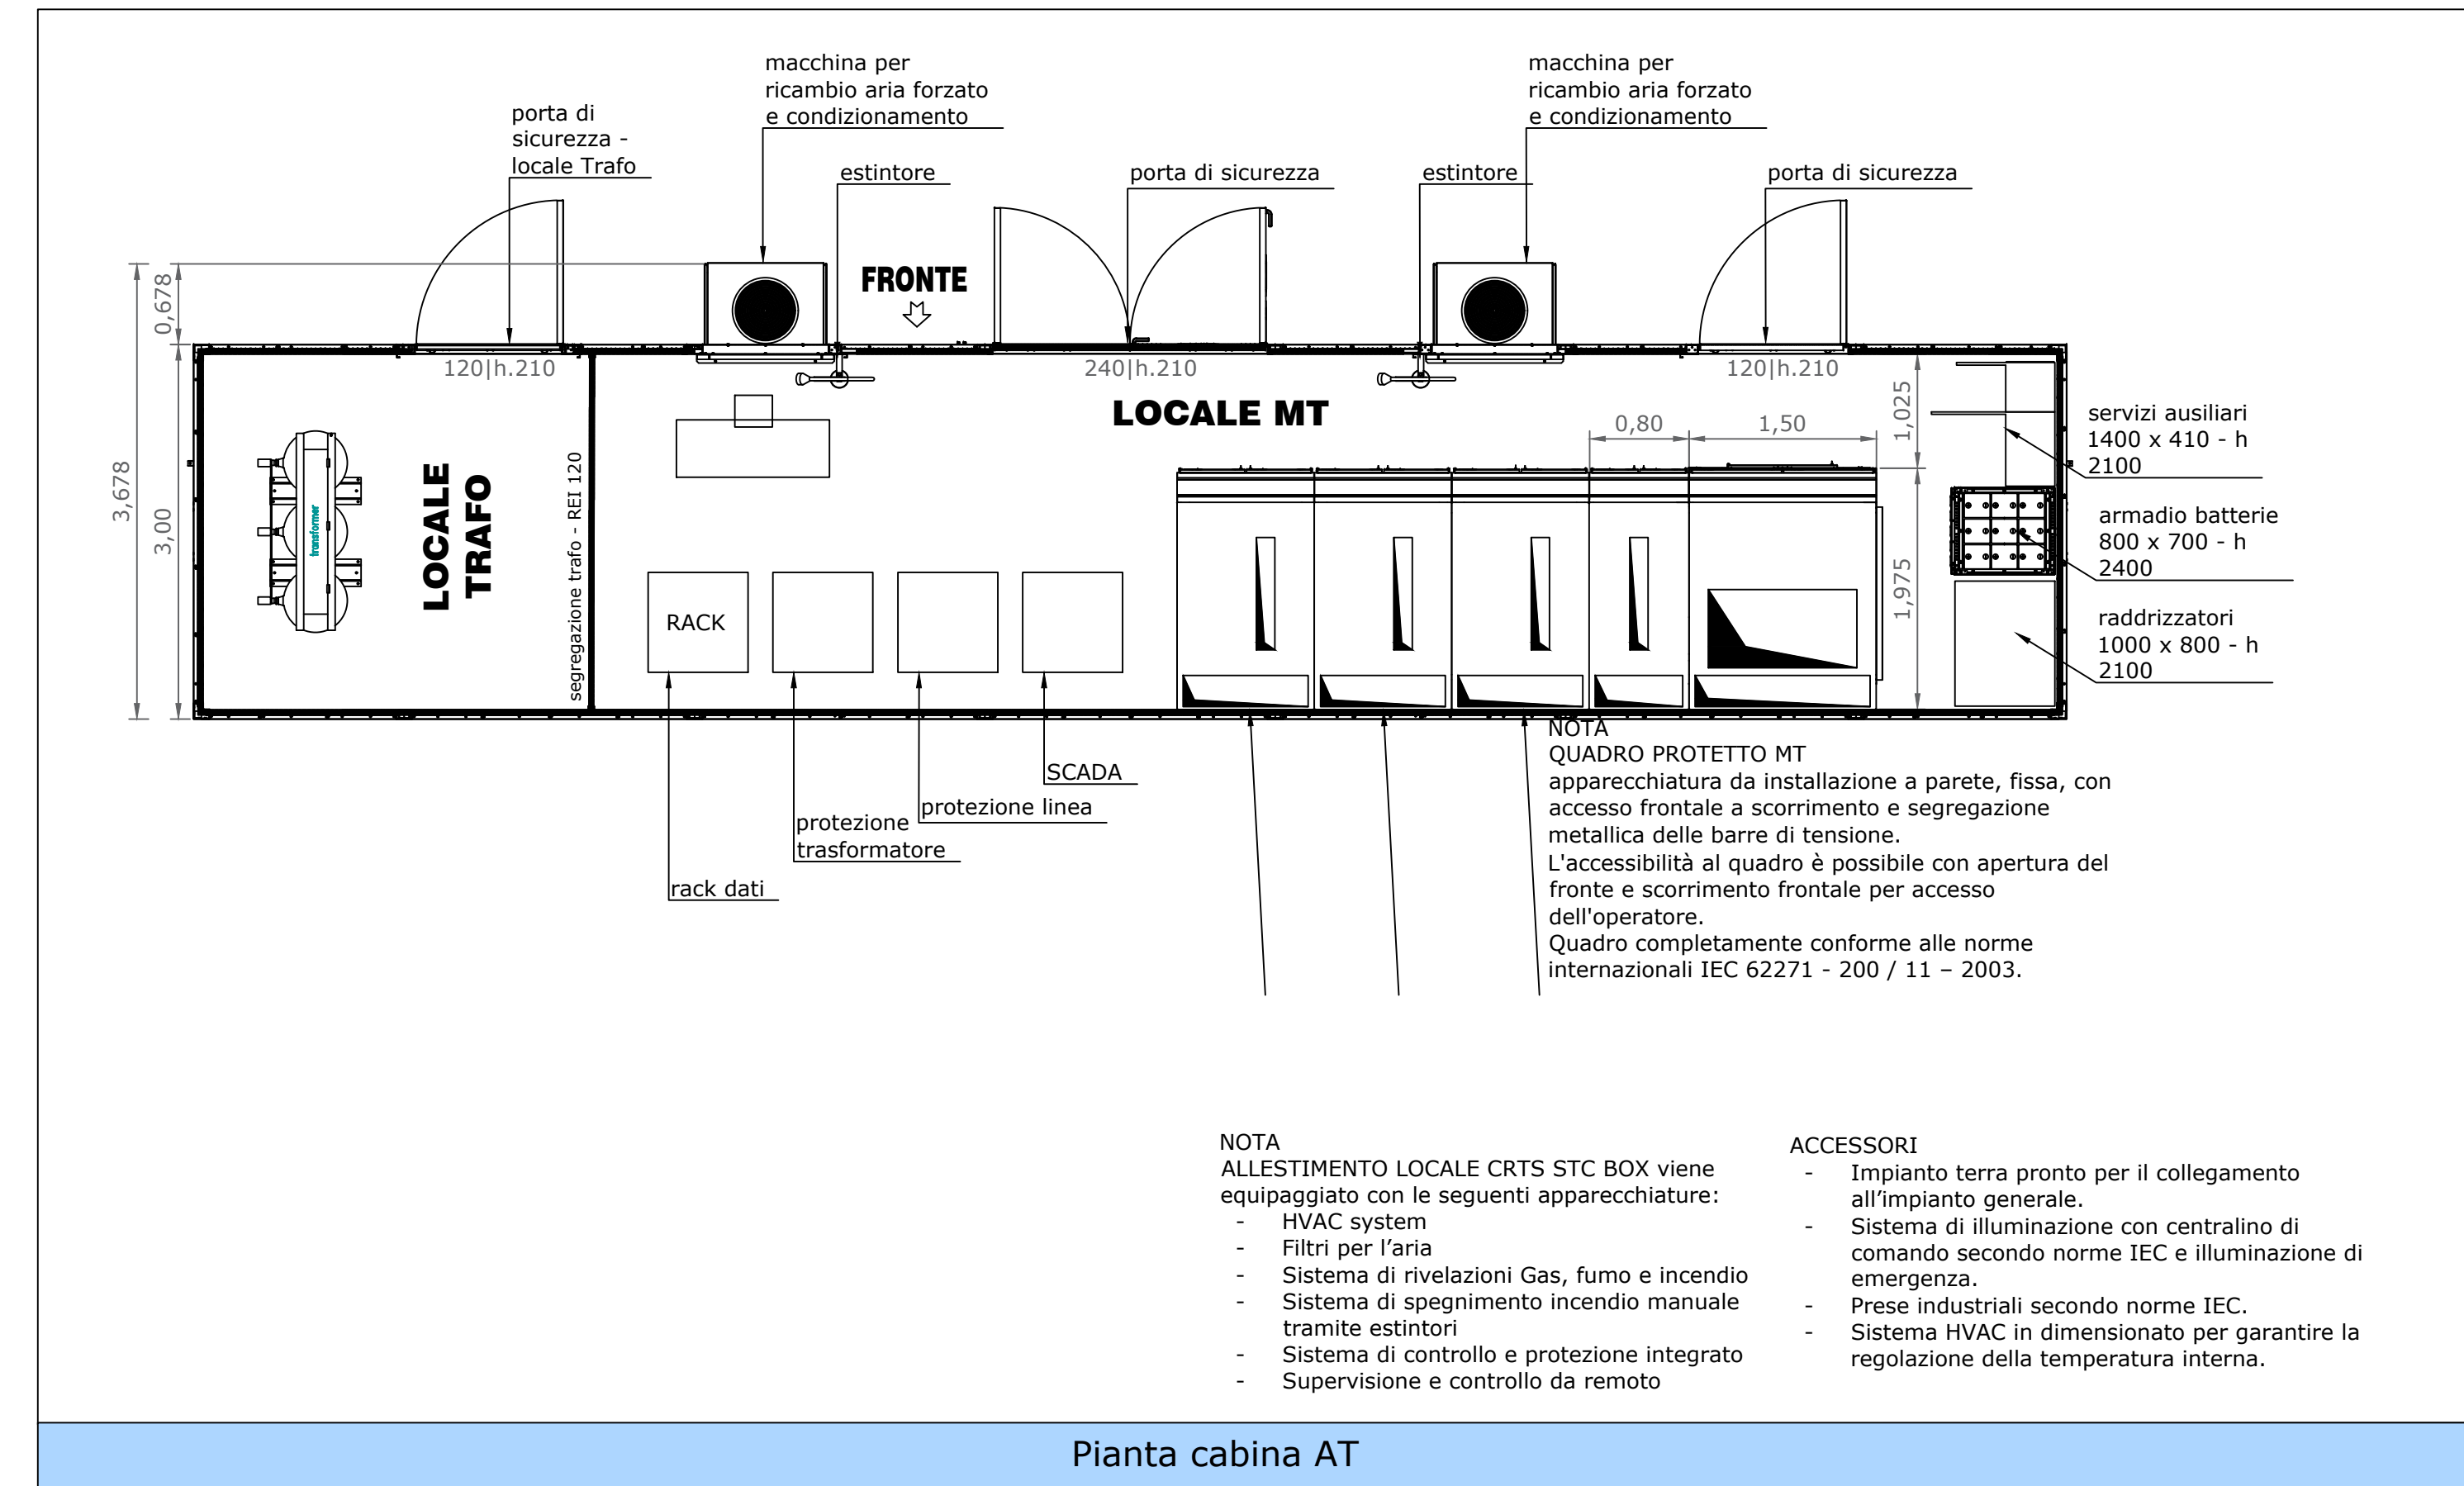 macchina per
ricambio aria forzato
e condizionamento
macchina per
ricambio aria forzato
e condizionamento
porta di
sicurezza -
locale Trafo
estintore
porta di sicurezza
estintore
porta di sicurezza
FRONTE
0,678
3,678
3,00
120|h.210
240|h.210
120|h.210
LOCALE MT
0,80
1,50
1,025
1,975
servizi ausiliari
1400 x 410 - h
2100
armadio batterie
800 x 700 - h
2400
raddrizzatori
1000 x 800 - h
2100
transformer
LOCALE
TRAFO
segregazione trafo - REI 120
RACK
SCADA
protezione linea
protezione
trasformatore
rack dati
NOTA
QUADRO PROTETTO MT
apparecchiatura da installazione a parete, fissa, con
accesso frontale a scorrimento e segregazione
metallica delle barre di tensione.
L'accessibilità al quadro è possibile con apertura del
fronte e scorrimento frontale per accesso
dell'operatore.
Quadro completamente conforme alle norme
internazionali IEC 62271 - 200 / 11 – 2003.
NOTA
ALLESTIMENTO LOCALE CRTS STC BOX viene
equipaggiato con le seguenti apparecchiature:
- HVAC system
- Filtri per l’aria
- Sistema di rivelazioni Gas, fumo e incendio
- Sistema di spegnimento incendio manuale
tramite estintori
- Sistema di controllo e protezione integrato
- Supervisione e controllo da remoto
ACCESSORI
- Impianto terra pronto per il collegamento
all’impianto generale.
- Sistema di illuminazione con centralino di
comando secondo norme IEC e illuminazione di
emergenza.
- Prese industriali secondo norme IEC.
- Sistema HVAC in dimensionato per garantire la
regolazione della temperatura interna.
Pianta cabina AT